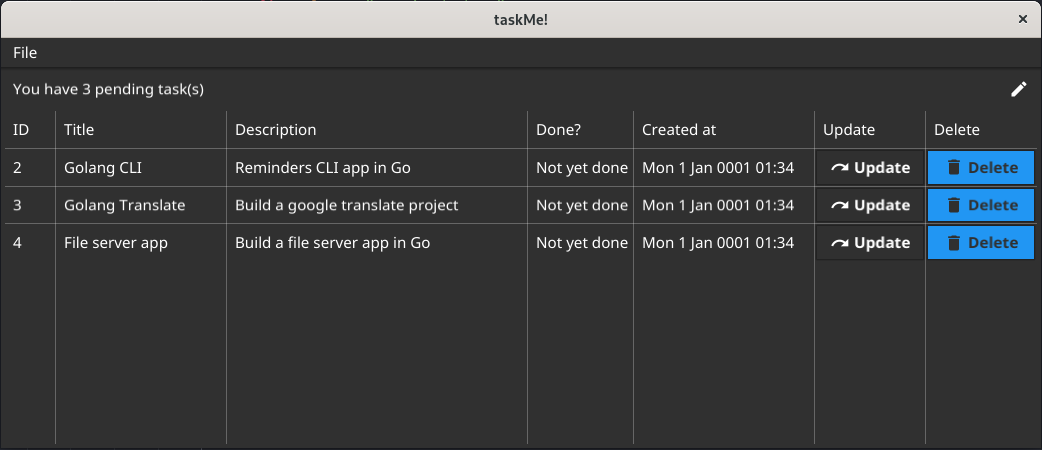 taskMe!
File
You have 3 pending task(s)
ID Title Description Done? Created at Update Delete
2 Golang CLI Reminders CLI app in Go Not yet done Mon 1 Jan 0001 01:34 Update Delete
3 Golang Translate Build a google translate project Not yet done Mon 1 Jan 0001 01:34 Update Delete
4 File server app Build a file server app in Go Not yet done Mon 1 Jan 0001 01:34 Update Delete